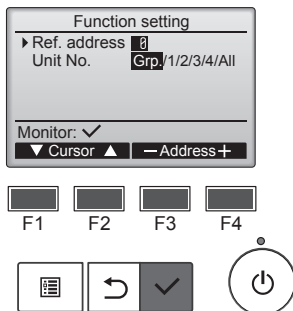 Function setting
Ref. address 0
Unit No. Grp./1/2/3/4/All
Monitor: ✓
▼ Cursor ▲ −Address+
F1 F2 F3 F4